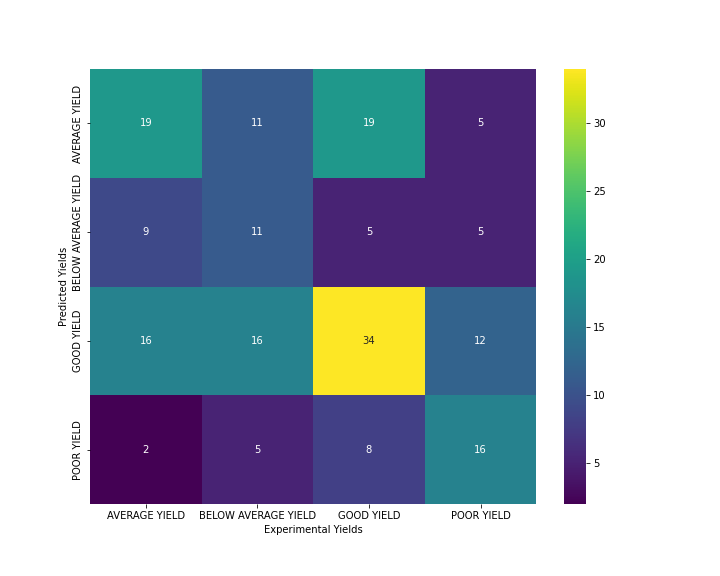 AVERAGE YIELD
BELOW AVERAGE YIELD
GOOD YIELD
POOR YIELD
Predicted Yields
19 11 19 5
9 11 5 5
16 16 34 12
2 5 8 16
AVERAGE YIELD BELOW AVERAGE YIELD GOOD YIELD POOR YIELD
Experimental Yields
30
25
20
15
10
5